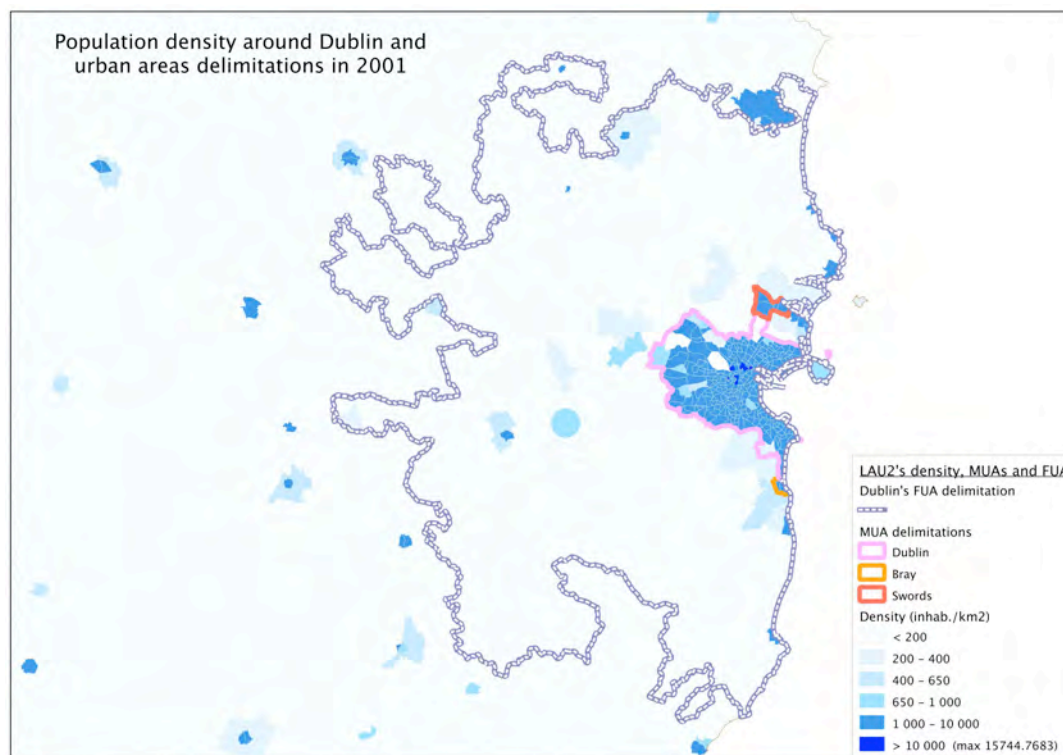 Population density around Dublin and
urban areas delimitations in 2001
LAU2's density, MUAs and FUA
Dublin's FUA delimitation
MUA delimitations
Dublin
Bray
Swords
Density (inhab./km2)
< 200
200 - 400
400 - 650
650 - 1 000
1 000 - 10 000
> 10 000 (max 15744.7683)